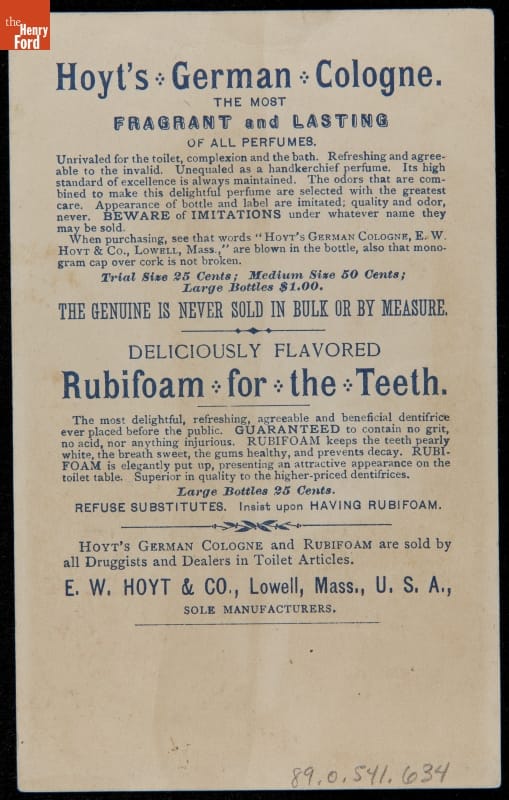 the
Henry
Ford
Hoyt's German Cologne.
THE MOST
FRAGRANT and LASTING
OF ALL PERFUMES.
Unrivaled for the toilet, complexion and the bath. Refreshing and agree-
able to the invalid. Unequaled as a handkerchief perfume. Its high
standard of excellence is always maintained. The odors that are com-
bined to make this delightful perfume are selected with the greatest
care. Appearance of bottle and label are imitated; quality and odor,
never. BEWARE of IMITATIONS under whatever name they
may be sold.
When purchasing, see that words "HOYT'S GERMAN COLOGNE, E. W.
HOYT & CO., LOWELL, MASS.," are blown in the bottle, also that mono-
gram cap over cork is not broken.
Trial Size 25 Cents; Medium Size 50 Cents;
Large Bottles $1.00.
THE GENUINE IS NEVER SOLD IN BULK OR BY MEASURE.
DELICIOUSLY FLAVORED
Rubifoam for the Teeth.
The most delightful, refreshing, agreeable and beneficial dentifrice
ever placed before the public. GUARANTEED to contain no grit,
no acid, nor anything injurious. RUBIFOAM keeps the teeth pearly
white, the breath sweet, the gums healthy, and prevents decay. RUBI-
FOAM is elegantly put up, presenting an attractive appearance on the
toilet table. Superior in quality to the higher-priced dentifrices.
Large Bottles 25 Cents.
REFUSE SUBSTITUTES. Insist upon HAVING RUBIFOAM.
HOYT'S GERMAN COLOGNE and RUBIFOAM are sold by
all Druggists and Dealers in Toilet Articles.
E. W. HOYT & CO., Lowell, Mass., U. S. A.,
SOLE MANUFACTURERS.
89.0.541.634